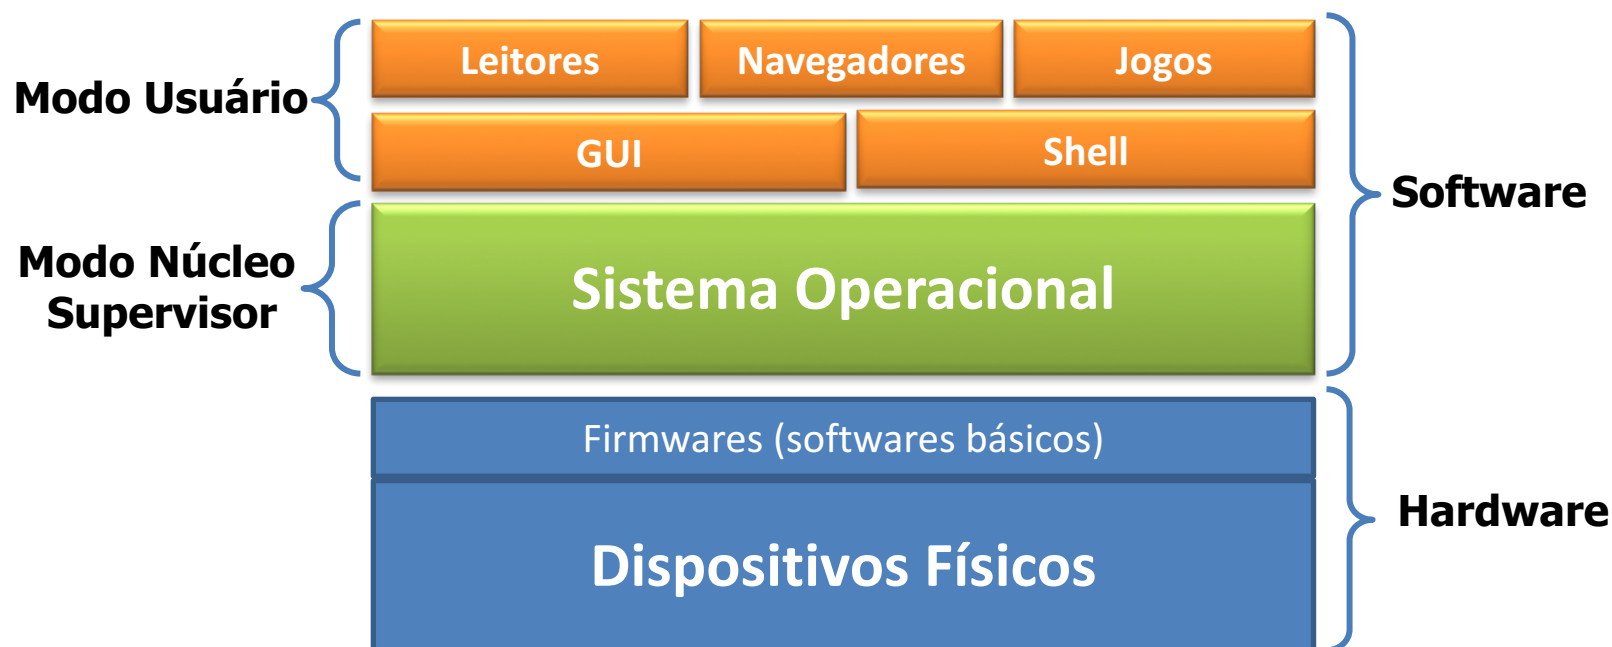 Leitores
Navegadores
Jogos
Modo Usuário
GUI
Shell
Software
Modo Núcleo
Supervisor
Sistema Operacional
Firmwares (softwares básicos)
Hardware
Dispositivos Físicos